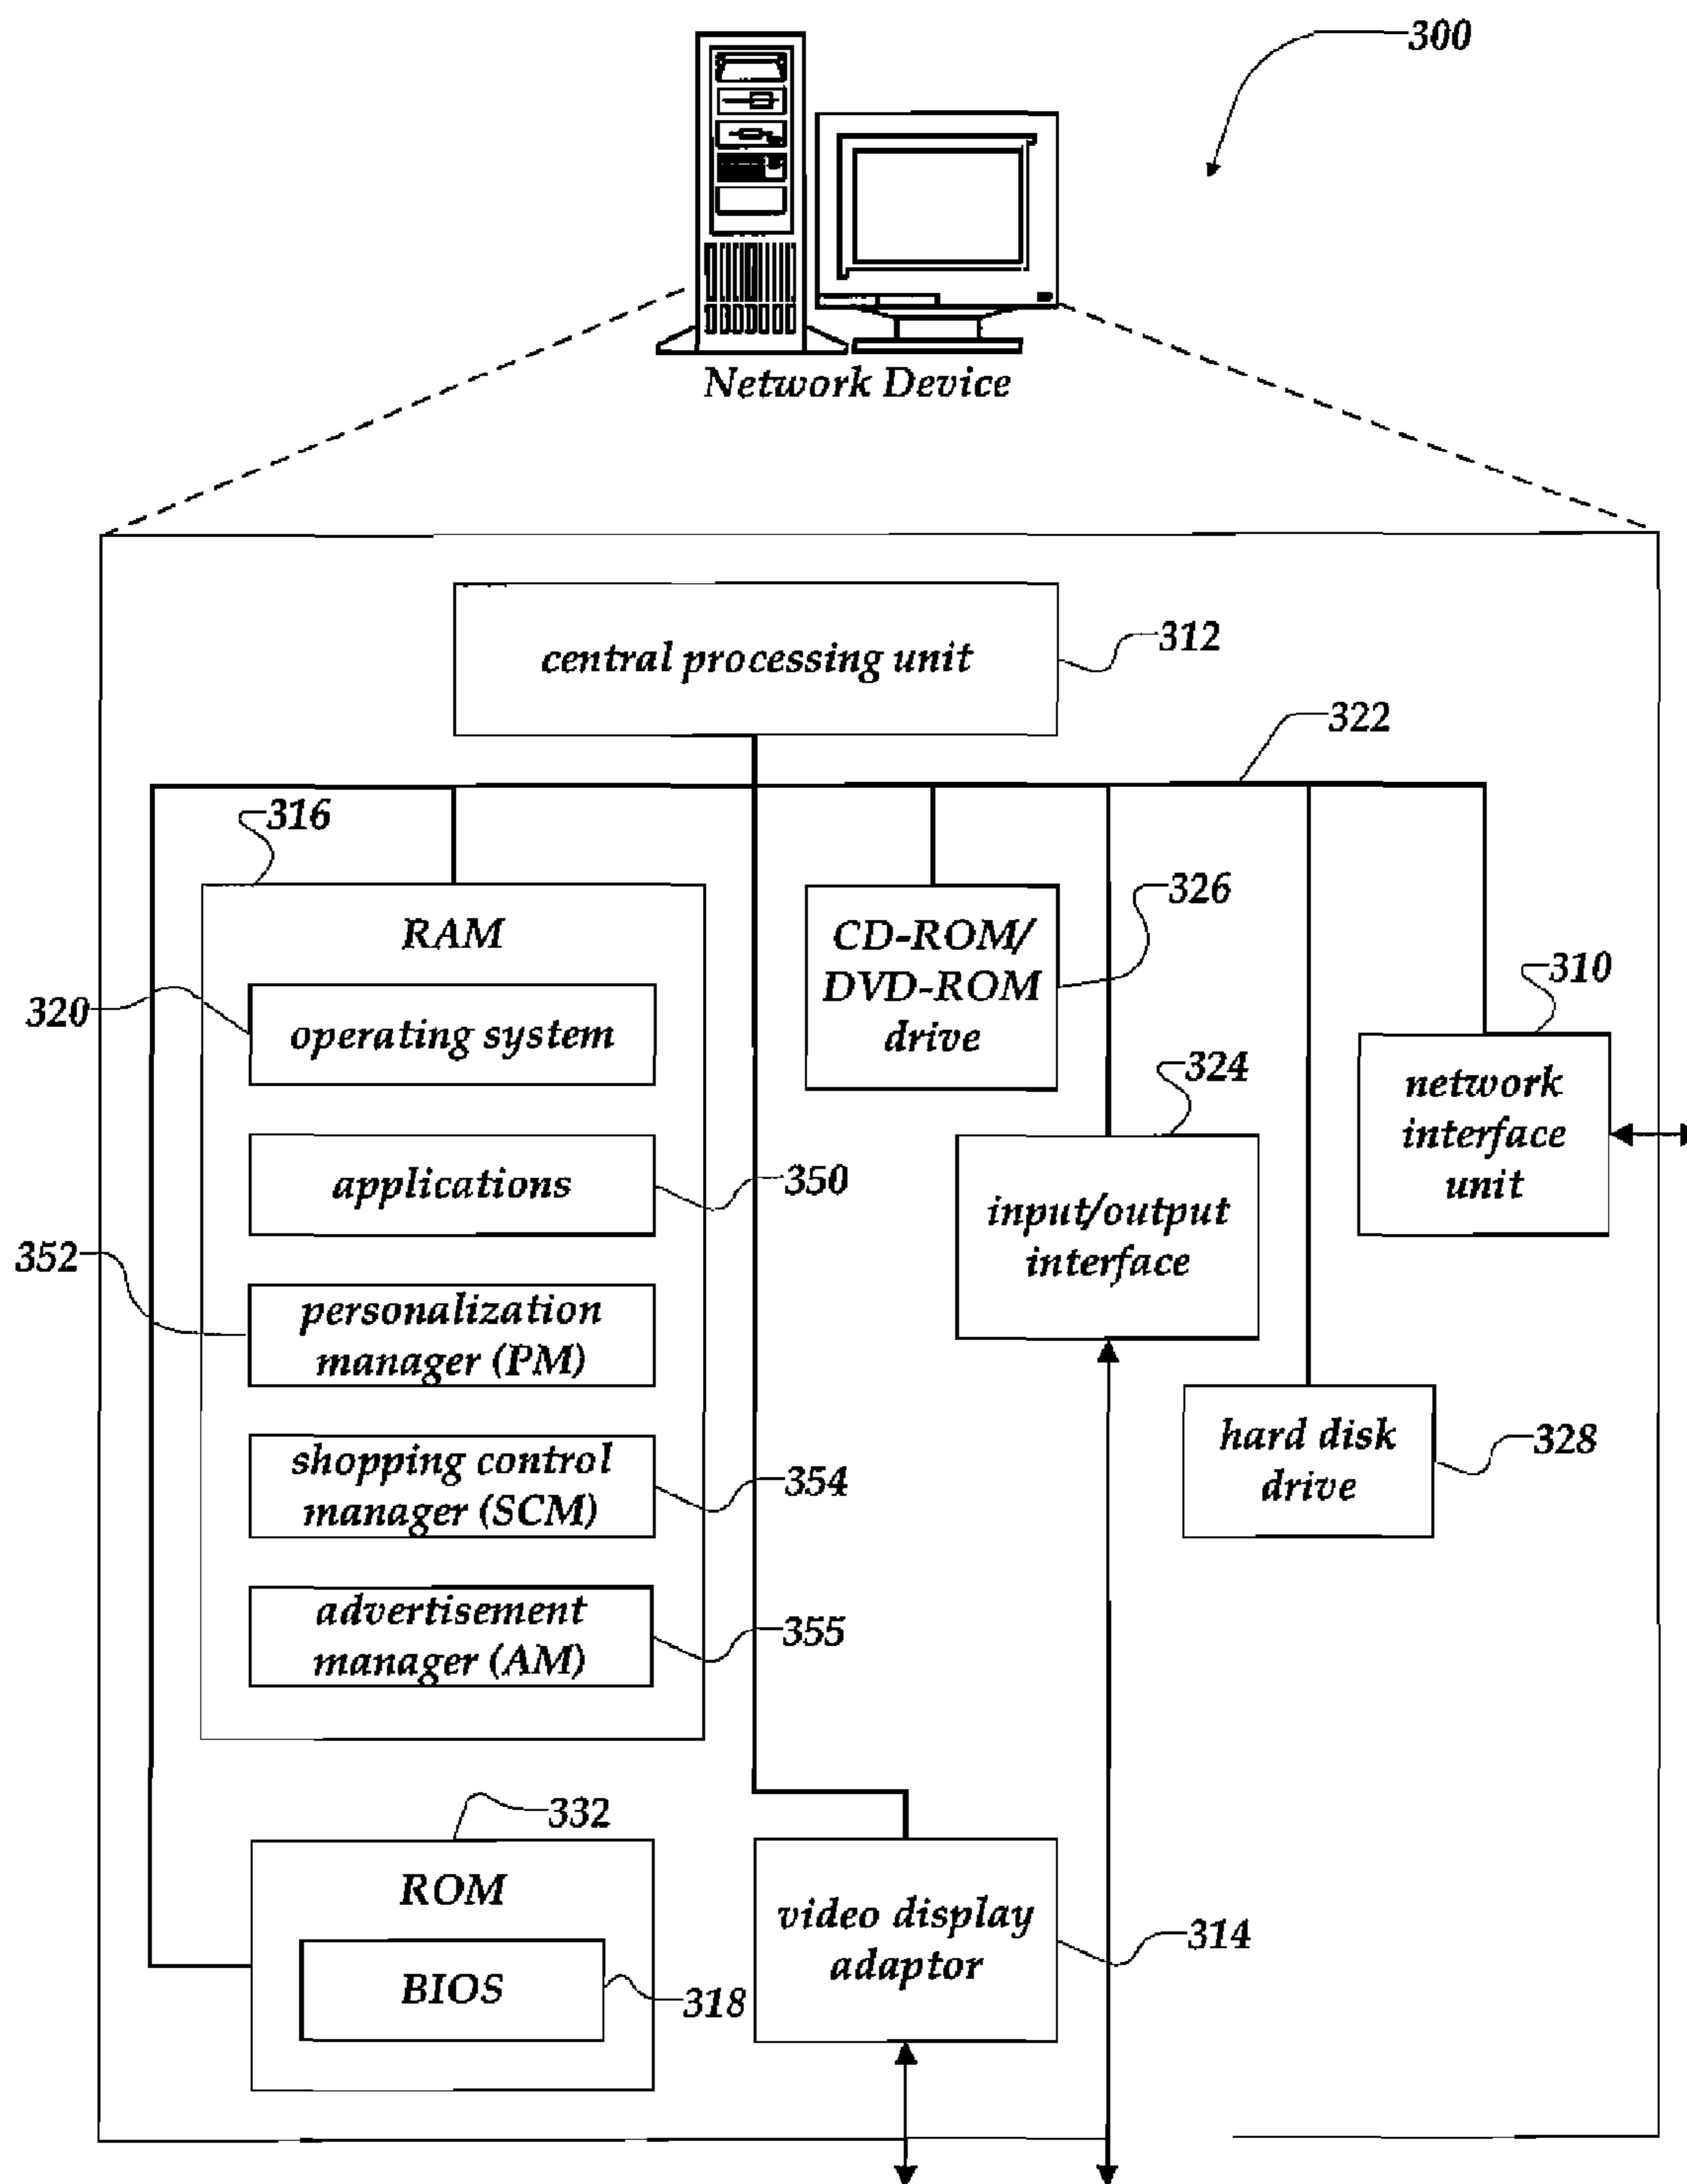 300
Network Device
central processing unit
312
322
316
RAM
CD-ROM/
DVD-ROM
drive
326
310
320
operating system
324
network
interface
unit
applications
350
input/output
interface
352
personalization
manager (PM)
hard disk
drive
328
shopping control
manager (SCM)
354
advertisement
manager (AM)
355
332
ROM
BIOS
318
video display
adaptor
314